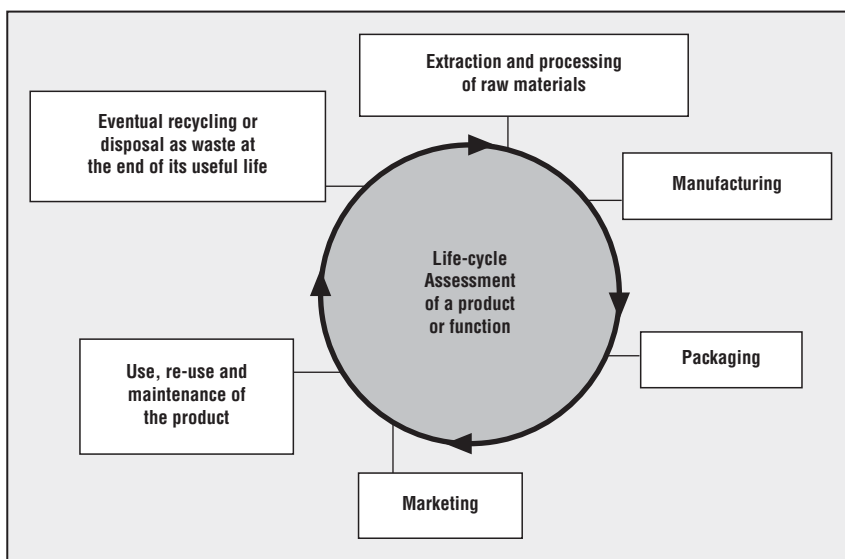 Extraction and processing
of raw materials
Eventual recycling or
disposal as waste at
the end of its useful life
Manufacturing
Life-cycle
Assessment
of a product
or function
Packaging
Use, re-use and
maintenance of
the product
Marketing